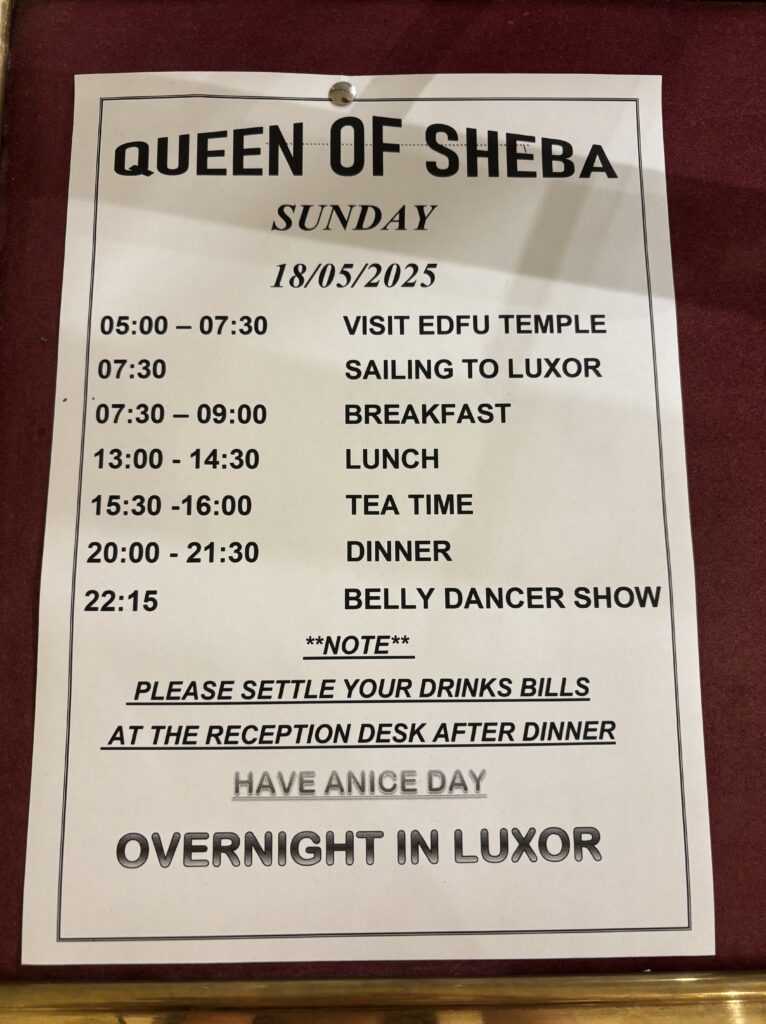 QUEEN OF SHEBA
SUNDAY
18/05/2025
05:00 – 07:30 VISIT EDFU TEMPLE
07:30 SAILING TO LUXOR
07:30 – 09:00 BREAKFAST
13:00 - 14:30 LUNCH
15:30 -16:00 TEA TIME
20:00 - 21:30 DINNER
22:15 BELLY DANCER SHOW
**NOTE**
PLEASE SETTLE YOUR DRINKS BILLS
AT THE RECEPTION DESK AFTER DINNER
HAVE ANICE DAY
OVERNIGHT IN LUXOR